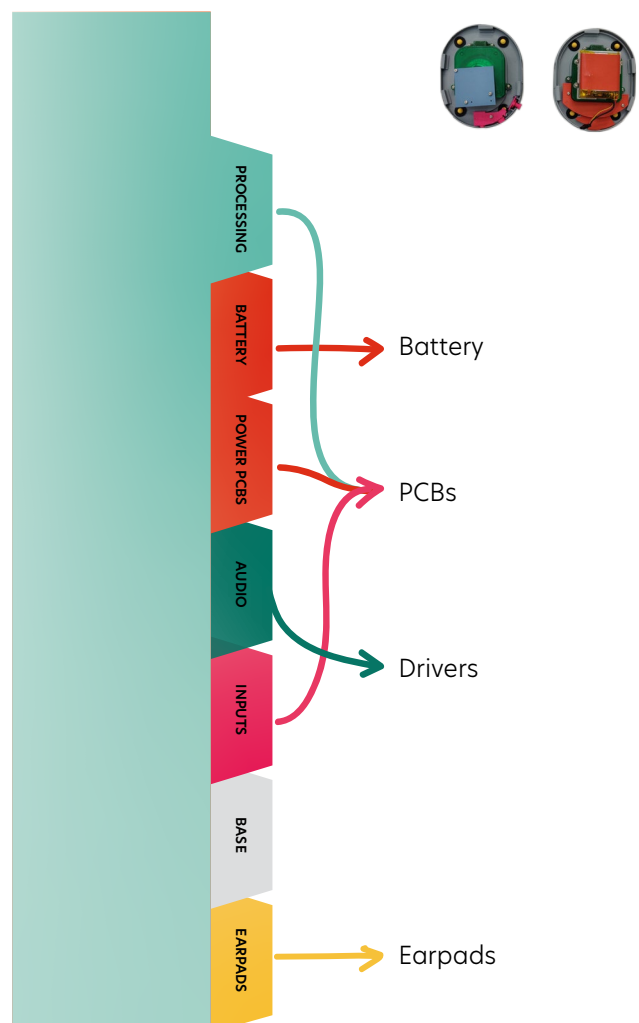 PROCESSING
BATTERY
Battery
POWER PCBS
PCBs
AUDIO
Drivers
INPUTS
BASE
EARPADS
Earpads